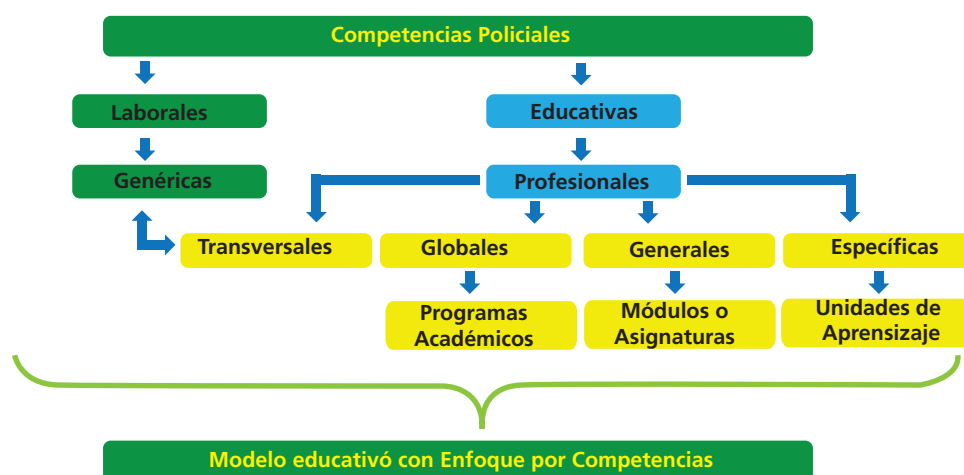 Competencias Policiales
Laborales
Educativas
Genéricas
Profesionales
Transversales
Globales
Generales
Específicas
Programas
Académicos
Módulos o
Asignaturas
Unidades de
Aprensizaje
Modelo educativó con Enfoque por Competencias